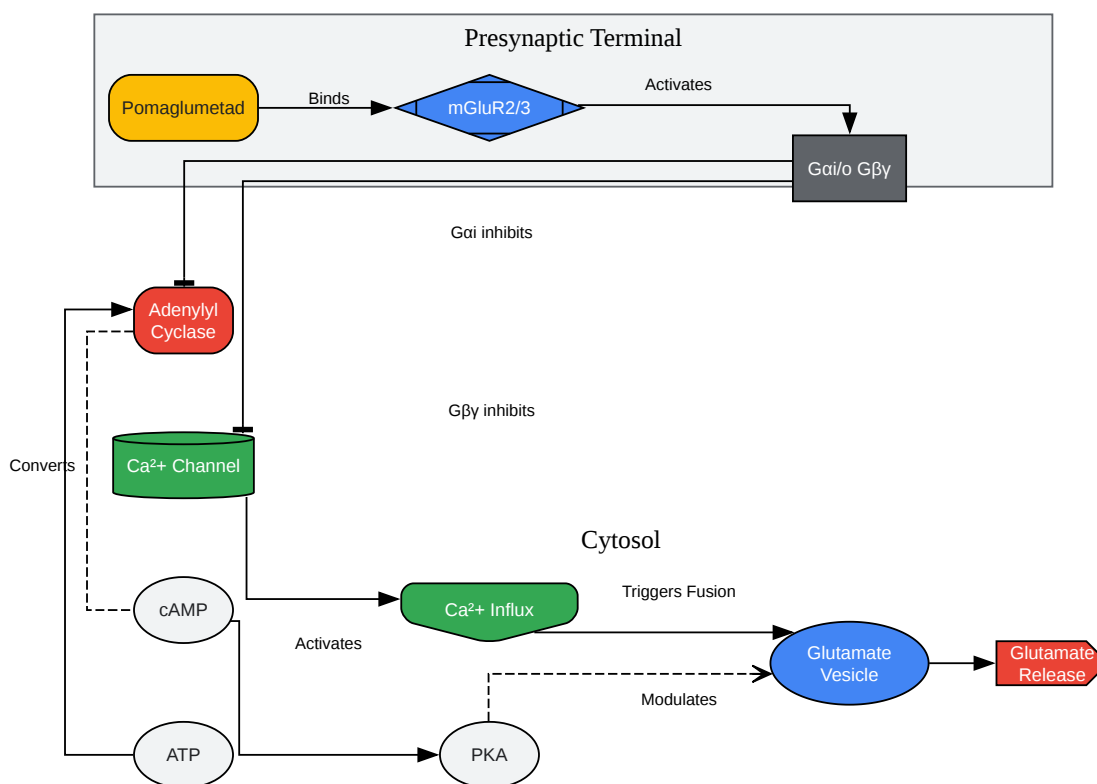 Presynaptic Terminal
Pomaglumetad
Binds
mGluR2/3
Activates
Gαi/o Gβγ
Gαi inhibits
Adenylyl
Cyclase
Gβγ inhibits
Converts
Ca²+ Channel
Cytosol
cAMP
Activates
Ca²+ Influx
Triggers Fusion
Glutamate
Vesicle
Glutamate
Release
Modulates
ATP
PKA